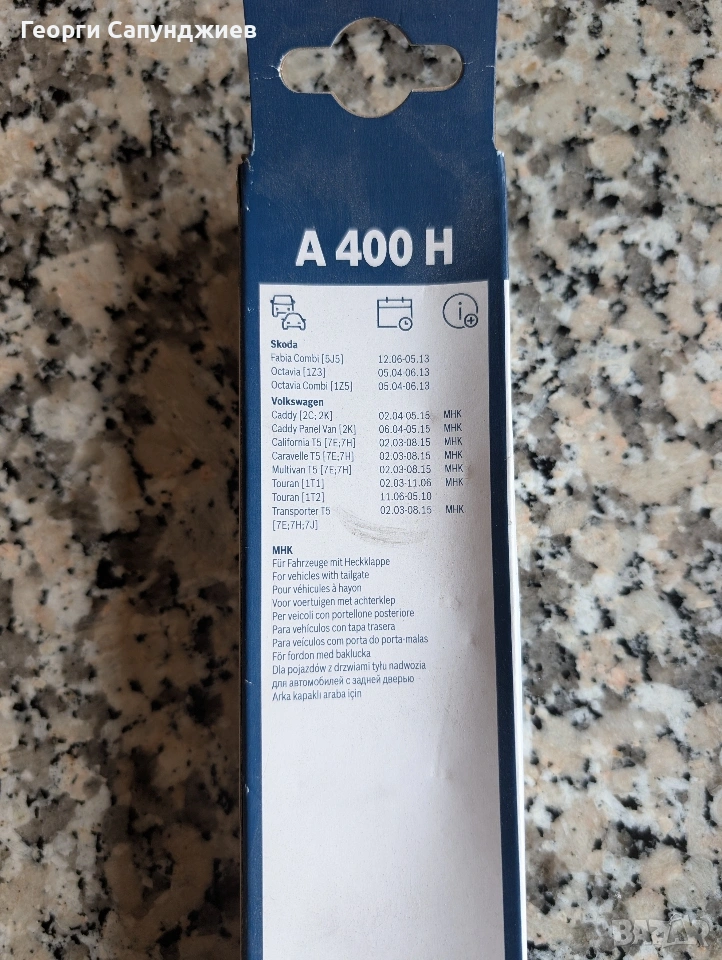 Георги Сапунджиев
A 400 H
Skoda
Fabia Combi [5J5] 12.06-05.13
Octavia [1Z3] 05.04-06.13
Octavia Combi [1Z5] 05.04-06.13
Volkswagen
Caddy [2C; 2K] 02.04-05.15 MHK
Caddy Panel Van [2K] 06.04-05.15 MHK
California T5 [7E;7H] 02.03-08.15 MHK
Caravelle T5 [7E;7H] 02.03-08.15 MHK
Multivan T5 [7E;7H] 02.03-08.15 MHK
Touran [1T1] 02.03-11.06 MHK
Touran [1T2] 11.06-05.10
Transporter T5 02.03-08.15 MHK
[7E;7H;7J]
MHK
Für Fahrzeuge mit Heckklappe
For vehicles with tailgate
Pour véhicules à hayon
Voor voertuigen met achterklep
Per veicoli con portellone posteriore
Para vehículos con tapa trasera
Para veículos com porta do porta-malas
För fordon med baklucka
Dla pojazdów z drzwiami tyłu nadwozia
для автомобилей с задней дверью
Arka kapaklı araba için
BAZAR